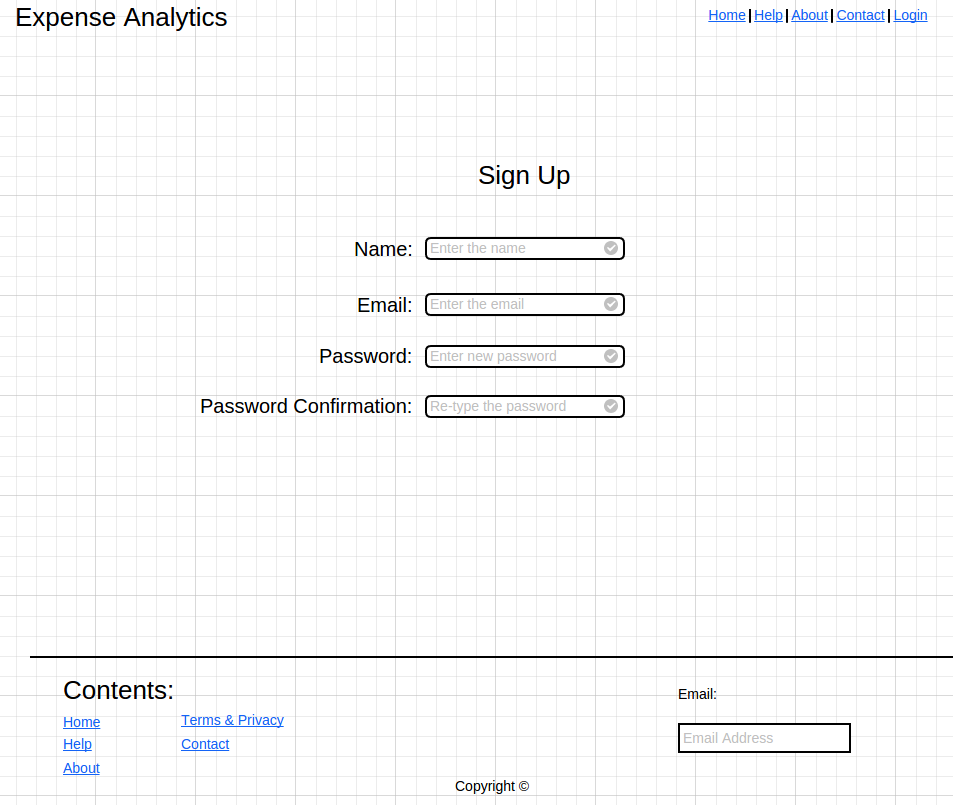 Expense Analytics
Home | Help | About | Contact | Login
Sign Up
Name: Enter the name
Email: Enter the email
Password: Enter new password
Password Confirmation: Re-type the password
Contents:
Home
Help
About
Terms & Privacy
Contact
Email:
Email Address
Copyright ©